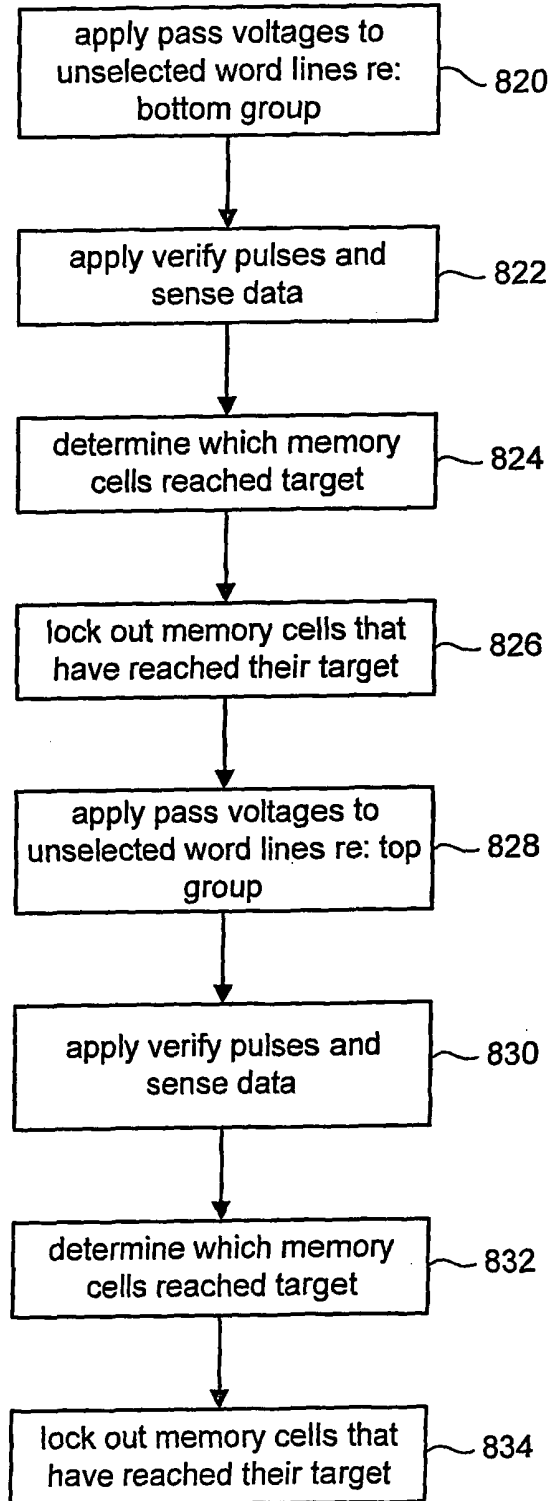 apply pass voltages to
unselected word lines re:
bottom group
820
apply verify pulses and
sense data
822
determine which memory
cells reached target
824
lock out memory cells that
have reached their target
826
apply pass voltages to
unselected word lines re: top
group
828
apply verify pulses and
sense data
830
determine which memory
cells reached target
832
lock out memory cells that
have reached their target
834